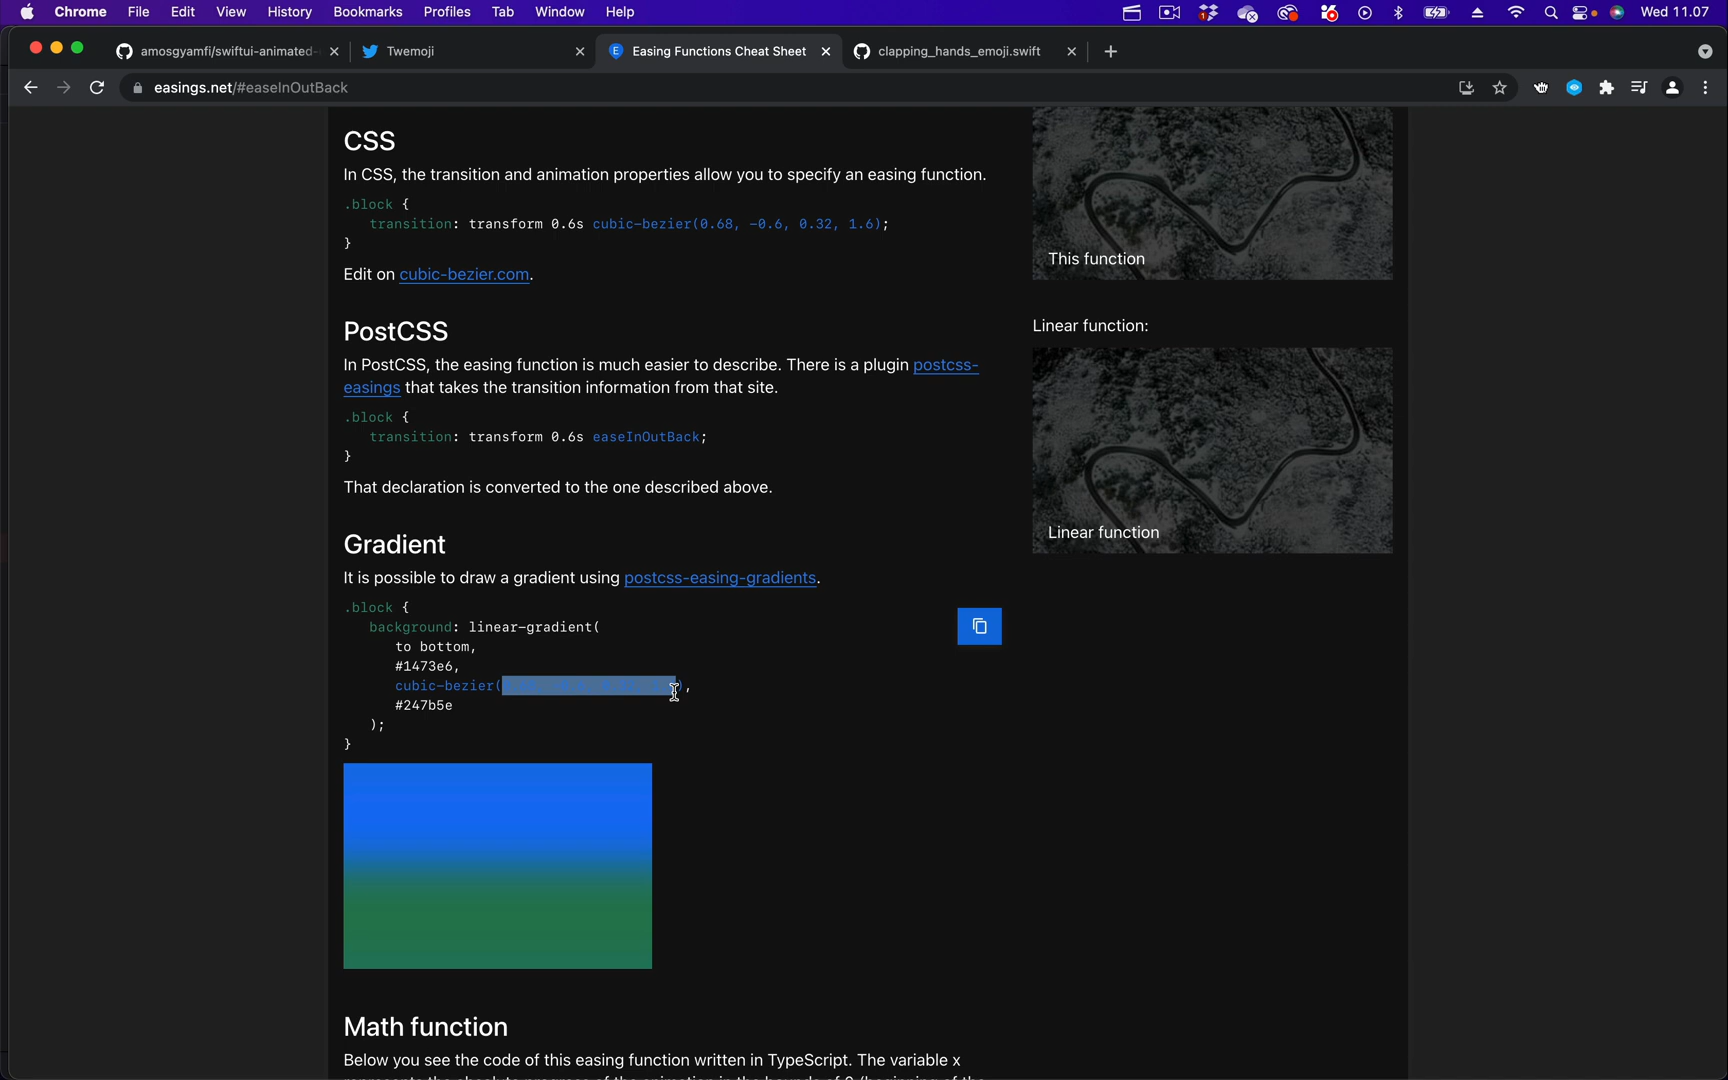 Chrome File Edit View History Bookmarks Profiles Tab Window Help Wed 11.07
amosgyamfi/swiftui-animated- Twemoji Easing Functions Cheat Sheet clapping_hands_emoji.swift
easings.net/#easeInOutBack
CSS
In CSS, the transition and animation properties allow you to specify an easing function.
.block {
transition: transform 0.6s cubic-bezier(0.68, -0.6, 0.32, 1.6);
}
Edit on cubic-bezier.com.
This function
Linear function:
Linear function
PostCSS
In PostCSS, the easing function is much easier to describe. There is a plugin postcss-
easings that takes the transition information from that site.
.block {
transition: transform 0.6s easeInOutBack;
}
That declaration is converted to the one described above.
Gradient
It is possible to draw a gradient using postcss-easing-gradients.
.block {
background: linear-gradient(
to bottom,
#1473e6,
cubic-bezier( ),
#247b5e
);
}
Math function
Below you see the code of this easing function written in TypeScript. The variable x